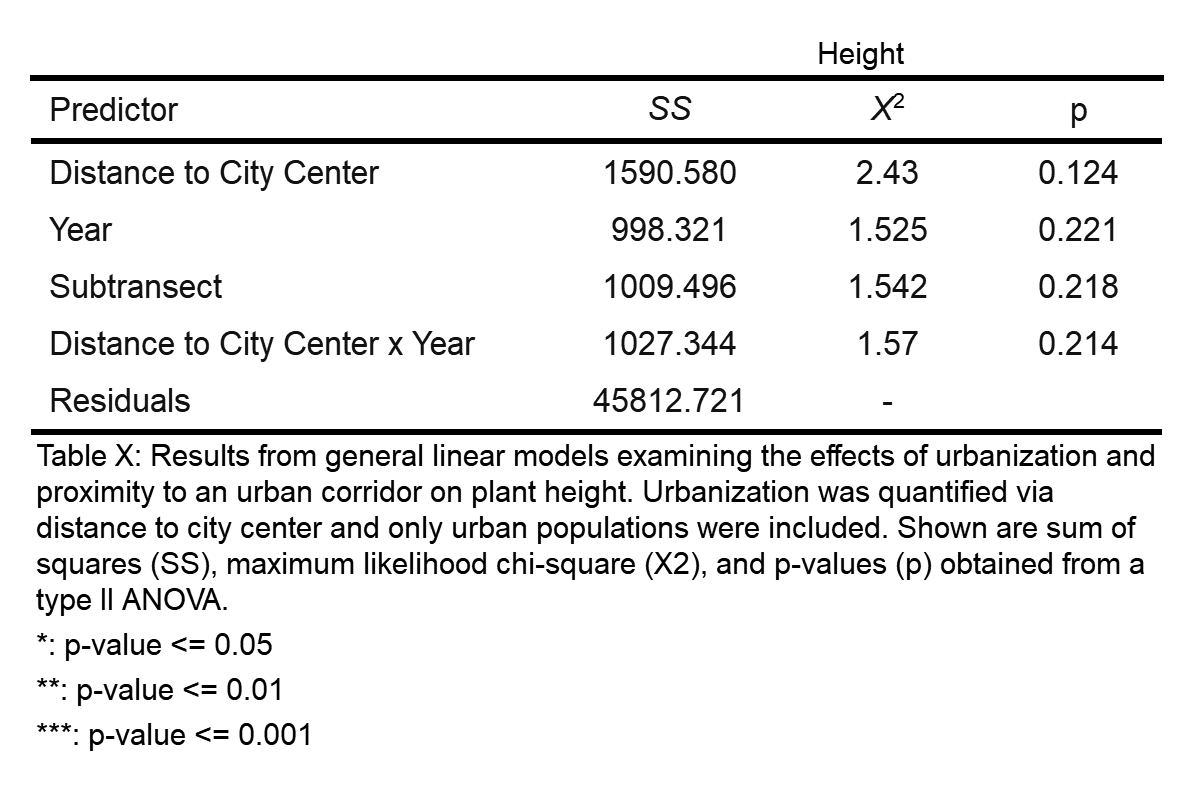 Height
Predictor SS X² p
Distance to City Center 1590.580 2.43 0.124
Year 998.321 1.525 0.221
Subtransect 1009.496 1.542 0.218
Distance to City Center x Year 1027.344 1.57 0.214
Residuals 45812.721 -
Table X: Results from general linear models examining the effects of urbanization and
proximity to an urban corridor on plant height. Urbanization was quantified via
distance to city center and only urban populations were included. Shown are sum of
squares (SS), maximum likelihood chi-square (X2), and p-values (p) obtained from a
type II ANOVA.
*: p-value <= 0.05
**: p-value <= 0.01
***: p-value <= 0.001